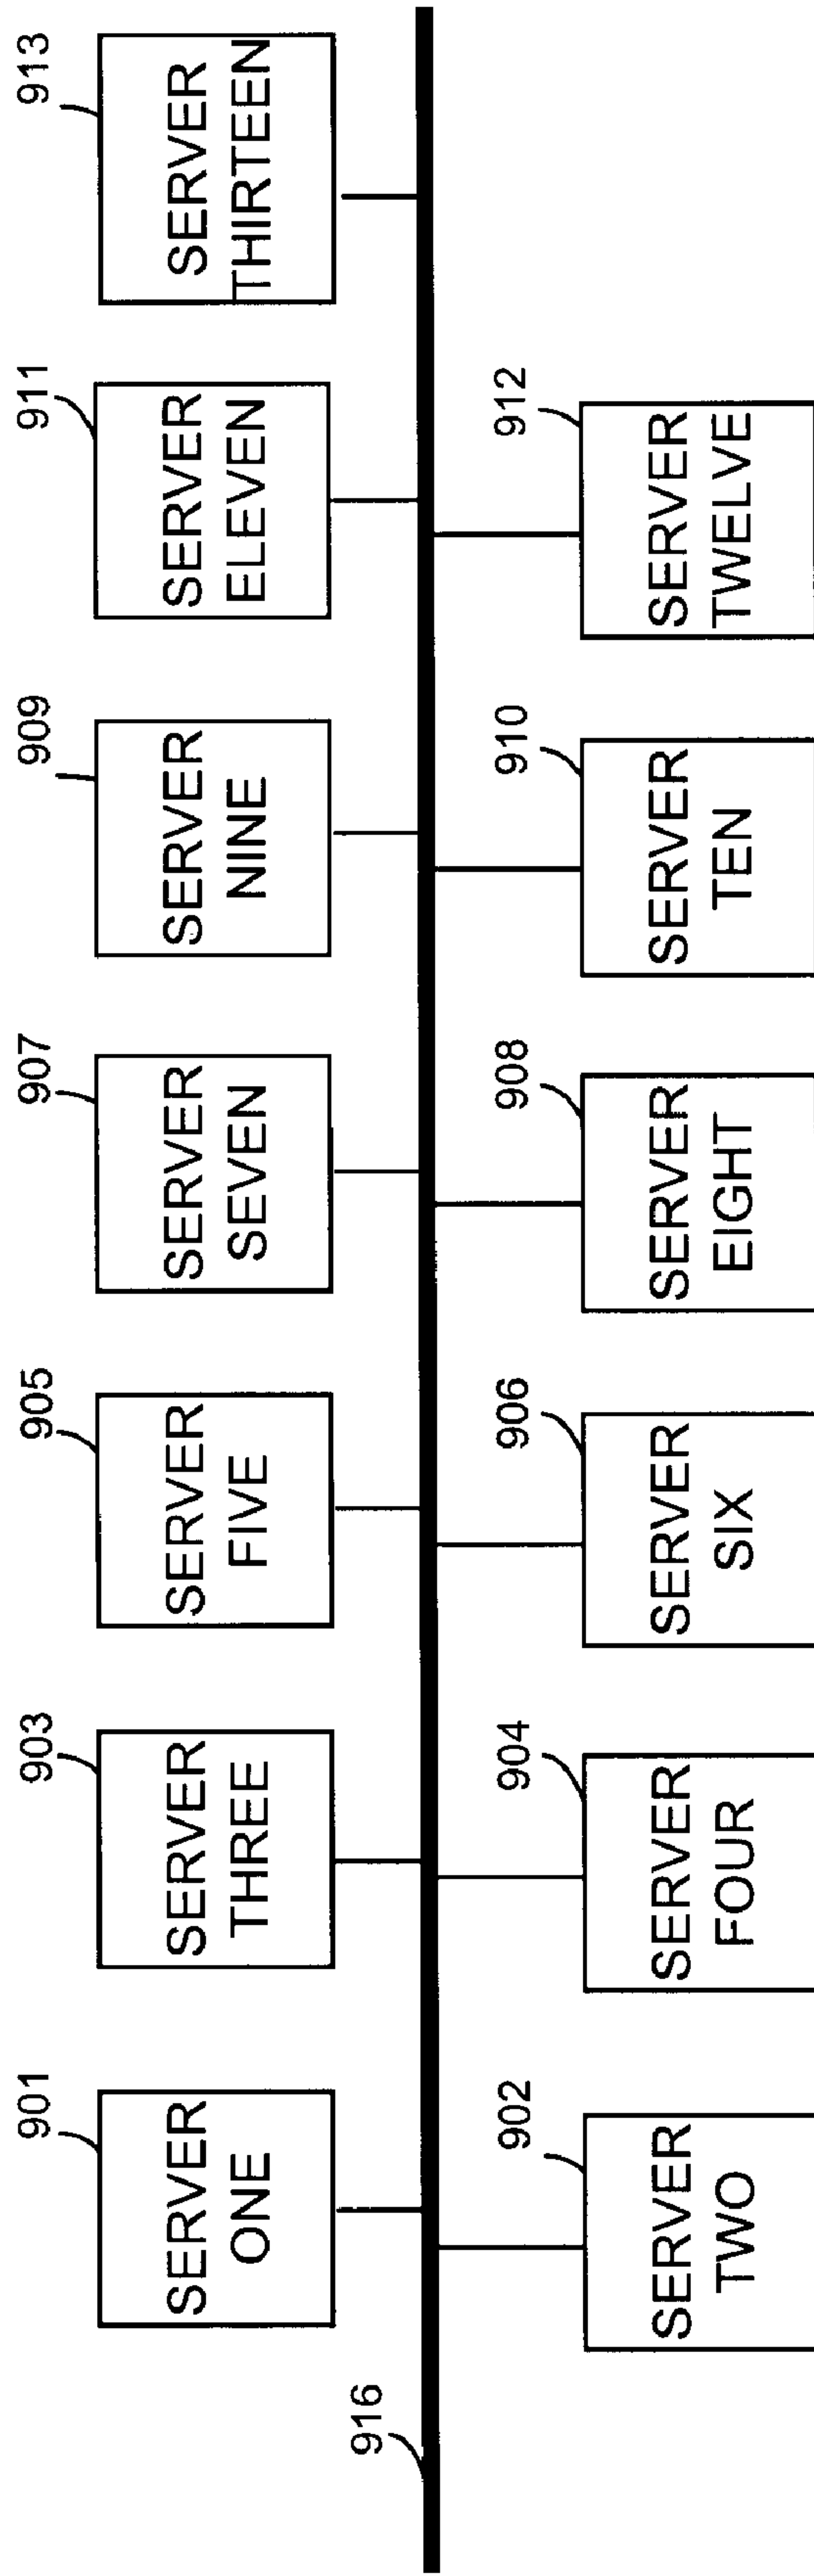 901
SERVER
ONE
903
SERVER
THREE
905
SERVER
FIVE
907
SERVER
SEVEN
909
SERVER
NINE
911
SERVER
ELEVEN
913
SERVER
THIRTEEN
916
902
SERVER
TWO
904
SERVER
FOUR
906
SERVER
SIX
908
SERVER
EIGHT
910
SERVER
TEN
912
SERVER
TWELVE